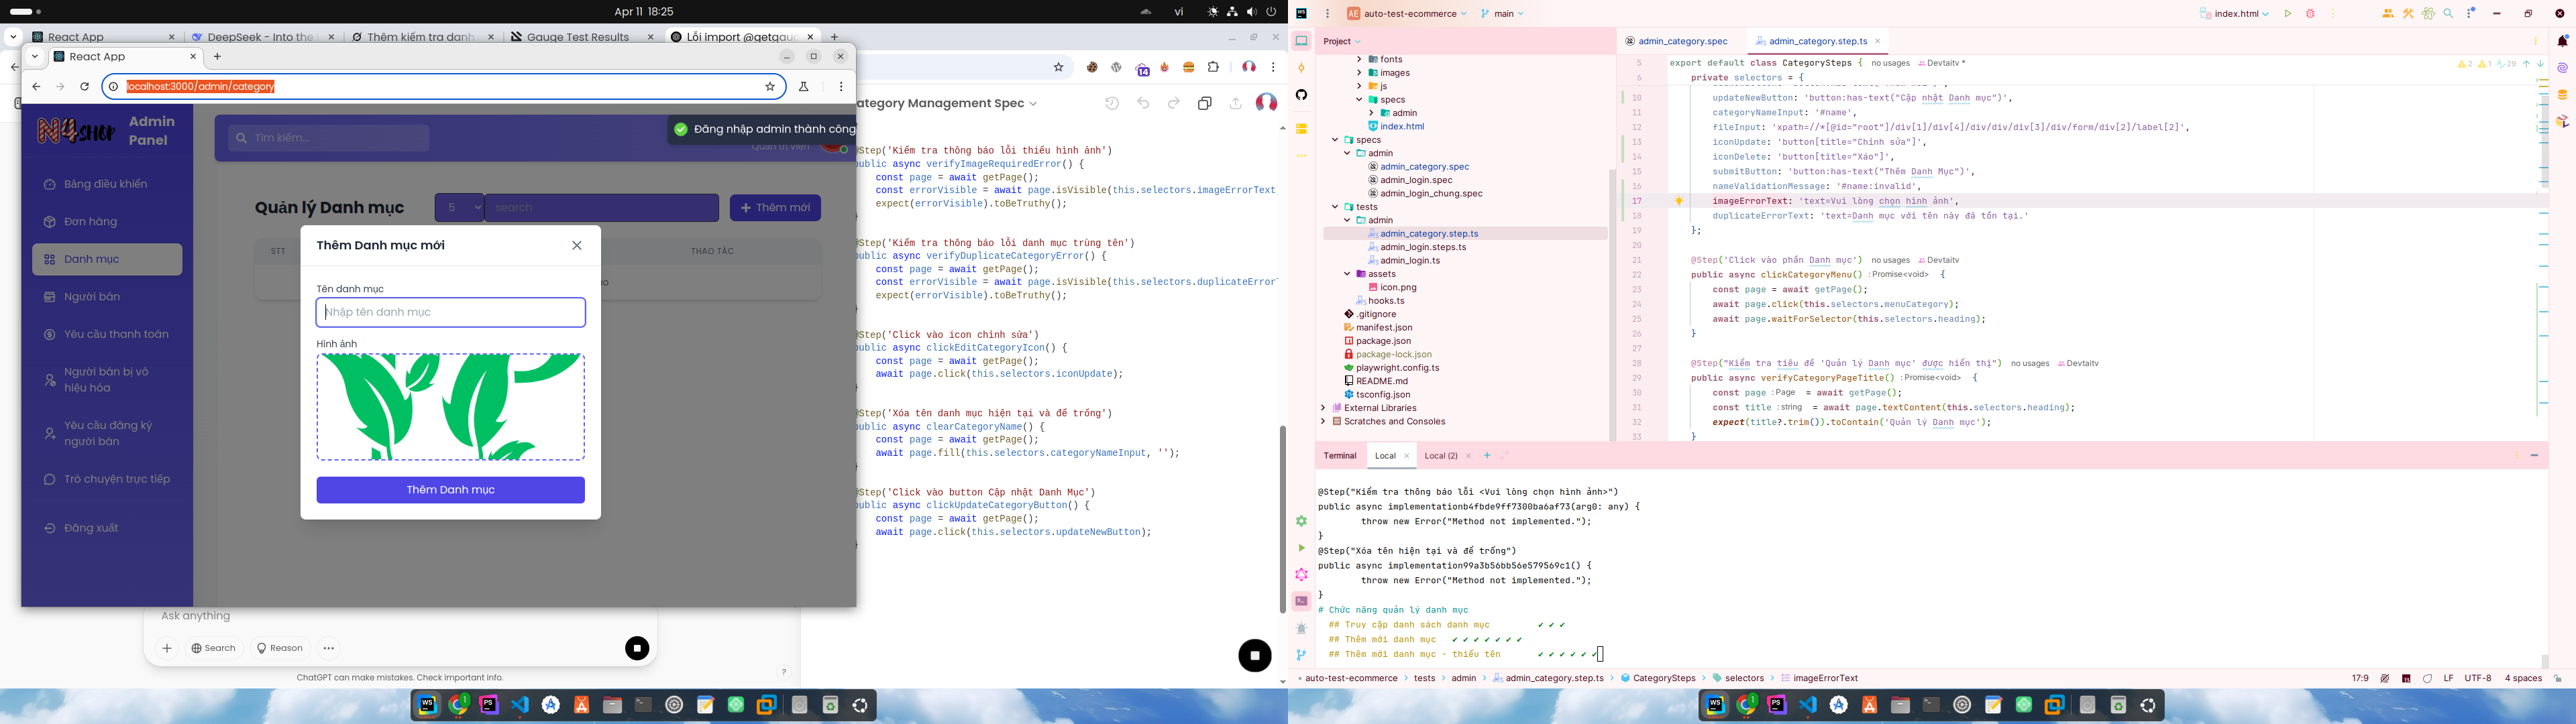 Apr 11 18:25
vi
React App
DeepSeek - Into the
Thêm kiểm tra danh
Gauge Test Results
Lỗi import @getgau
React App
localhost:3000/admin/category
14
N4 SHOP
Admin Panel
Tìm kiếm...
Đăng nhập admin thành công
Quản trị viên
Bảng điều khiển
Đơn hàng
Danh mục
Người bán
Yêu cầu thanh toán
Người bán bị vô hiệu hóa
Yêu cầu đăng ký người bán
Trò chuyện trực tiếp
Đăng xuất
Quản lý Danh mục
5
search
Thêm mới
STT
THAO TÁC
Thêm Danh mục mới
Tên danh mục
Nhập tên danh mục
Hình ảnh
Thêm Danh mục
Ask anything
Search
Reason
ChatGPT can make mistakes. Check important info.
?
ategory Management Spec
@Step('Kiểm tra thông báo lỗi thiếu hình ảnh')
public async verifyImageRequiredError() {
const page = await getPage();
const errorVisible = await page.isVisible(this.selectors.imageErrorText
expect(errorVisible).toBeTruthy();
}
@Step('Kiểm tra thông báo lỗi danh mục trùng tên')
public async verifyDuplicateCategoryError() {
const page = await getPage();
const errorVisible = await page.isVisible(this.selectors.duplicateError
expect(errorVisible).toBeTruthy();
}
@Step('Click vào icon chỉnh sửa')
public async clickEditCategoryIcon() {
const page = await getPage();
await page.click(this.selectors.iconUpdate);
}
@Step('Xóa tên danh mục hiện tại và để trống')
public async clearCategoryName() {
const page = await getPage();
await page.fill(this.selectors.categoryNameInput, '');
}
@Step('Click vào button Cập nhật Danh Mục')
public async clickUpdateCategoryButton() {
const page = await getPage();
await page.click(this.selectors.updateNewButton);
}
AE auto-test-ecommerce
main
index.html
Project
fonts
images
js
specs
admin
index.html
specs
admin
admin_category.spec
admin_login.spec
admin_login_chung.spec
tests
admin
admin_category.step.ts
admin_login.steps.ts
admin_login.ts
assets
icon.png
hooks.ts
.gitignore
manifest.json
package.json
package-lock.json
playwright.config.ts
README.md
tsconfig.json
External Libraries
Scratches and Consoles
admin_category.spec
admin_category.step.ts
2 1 29
5 export default class CategorySteps { no usages Devtaitv *
6 private selectors = {
10 updateNewButton: 'button:has-text("Cập nhật Danh mục")',
11 categoryNameInput: '#name',
12 fileInput: 'xpath=//*[@id="root"]/div[1]/div[4]/div/div/div[3]/div/form/div[2]/label[2]',
13 iconUpdate: 'button[title="Chỉnh sửa"]',
14 iconDelete: 'button[title="Xáo"]',
15 submitButton: 'button:has-text("Thêm Danh Mục")',
16 nameValidationMessage: '#name:invalid',
17 imageErrorText: 'text=Vui lòng chọn hình ảnh',
18 duplicateErrorText: 'text=Danh mục với tên này đã tồn tại.'
19 };
20
21 @Step('Click vào phần Danh mục') no usages Devtaitv
22 public async clickCategoryMenu() : Promise<void> {
23 const page = await getPage();
24 await page.click(this.selectors.menuCategory);
25 await page.waitForSelector(this.selectors.heading);
26 }
27
28 @Step("Kiểm tra tiêu đề 'Quản lý Danh mục' được hiển thị") no usages Devtaitv
29 public async verifyCategoryPageTitle() : Promise<void> {
30 const page : Page = await getPage();
31 const title : string = await page.textContent(this.selectors.heading);
32 expect(title?.trim()).toContain('Quản lý Danh mục');
33 }
Terminal
Local
Local (2)
@Step("Kiểm tra thông báo lỗi <Vui lòng chọn hình ảnh>")
public async implementationb4fbde9ff7300ba6af73(arg0: any) {
throw new Error("Method not implemented.");
}
@Step("Xóa tên hiện tại và để trống")
public async implementation99a3b56bb56e579569c1() {
throw new Error("Method not implemented.");
}
# Chức năng quản lý danh mục
## Truy cập danh sách danh mục ✔ ✔ ✔
## Thêm mới danh mục ✔ ✔ ✔ ✔ ✔ ✔ ✔
## Thêm mới danh mục - thiếu tên ✔ ✔ ✔ ✔ ✔ ✔
auto-test-ecommerce
tests
admin
admin_category.step.ts
CategorySteps
selectors
imageErrorText
17:9
LF
UTF-8
4 spaces